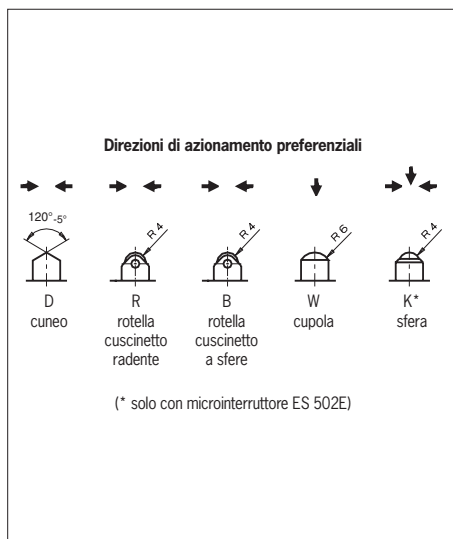 Direzioni di azionamento preferenziali
120°-5°
R 4
R 4
R 6
R 4
D
cuneo
R
rotella
cuscinetto
radente
B
rotella
cuscinetto
a sfere
W
cupola
K*
sfera
(* solo con microinterruttore ES 502E)